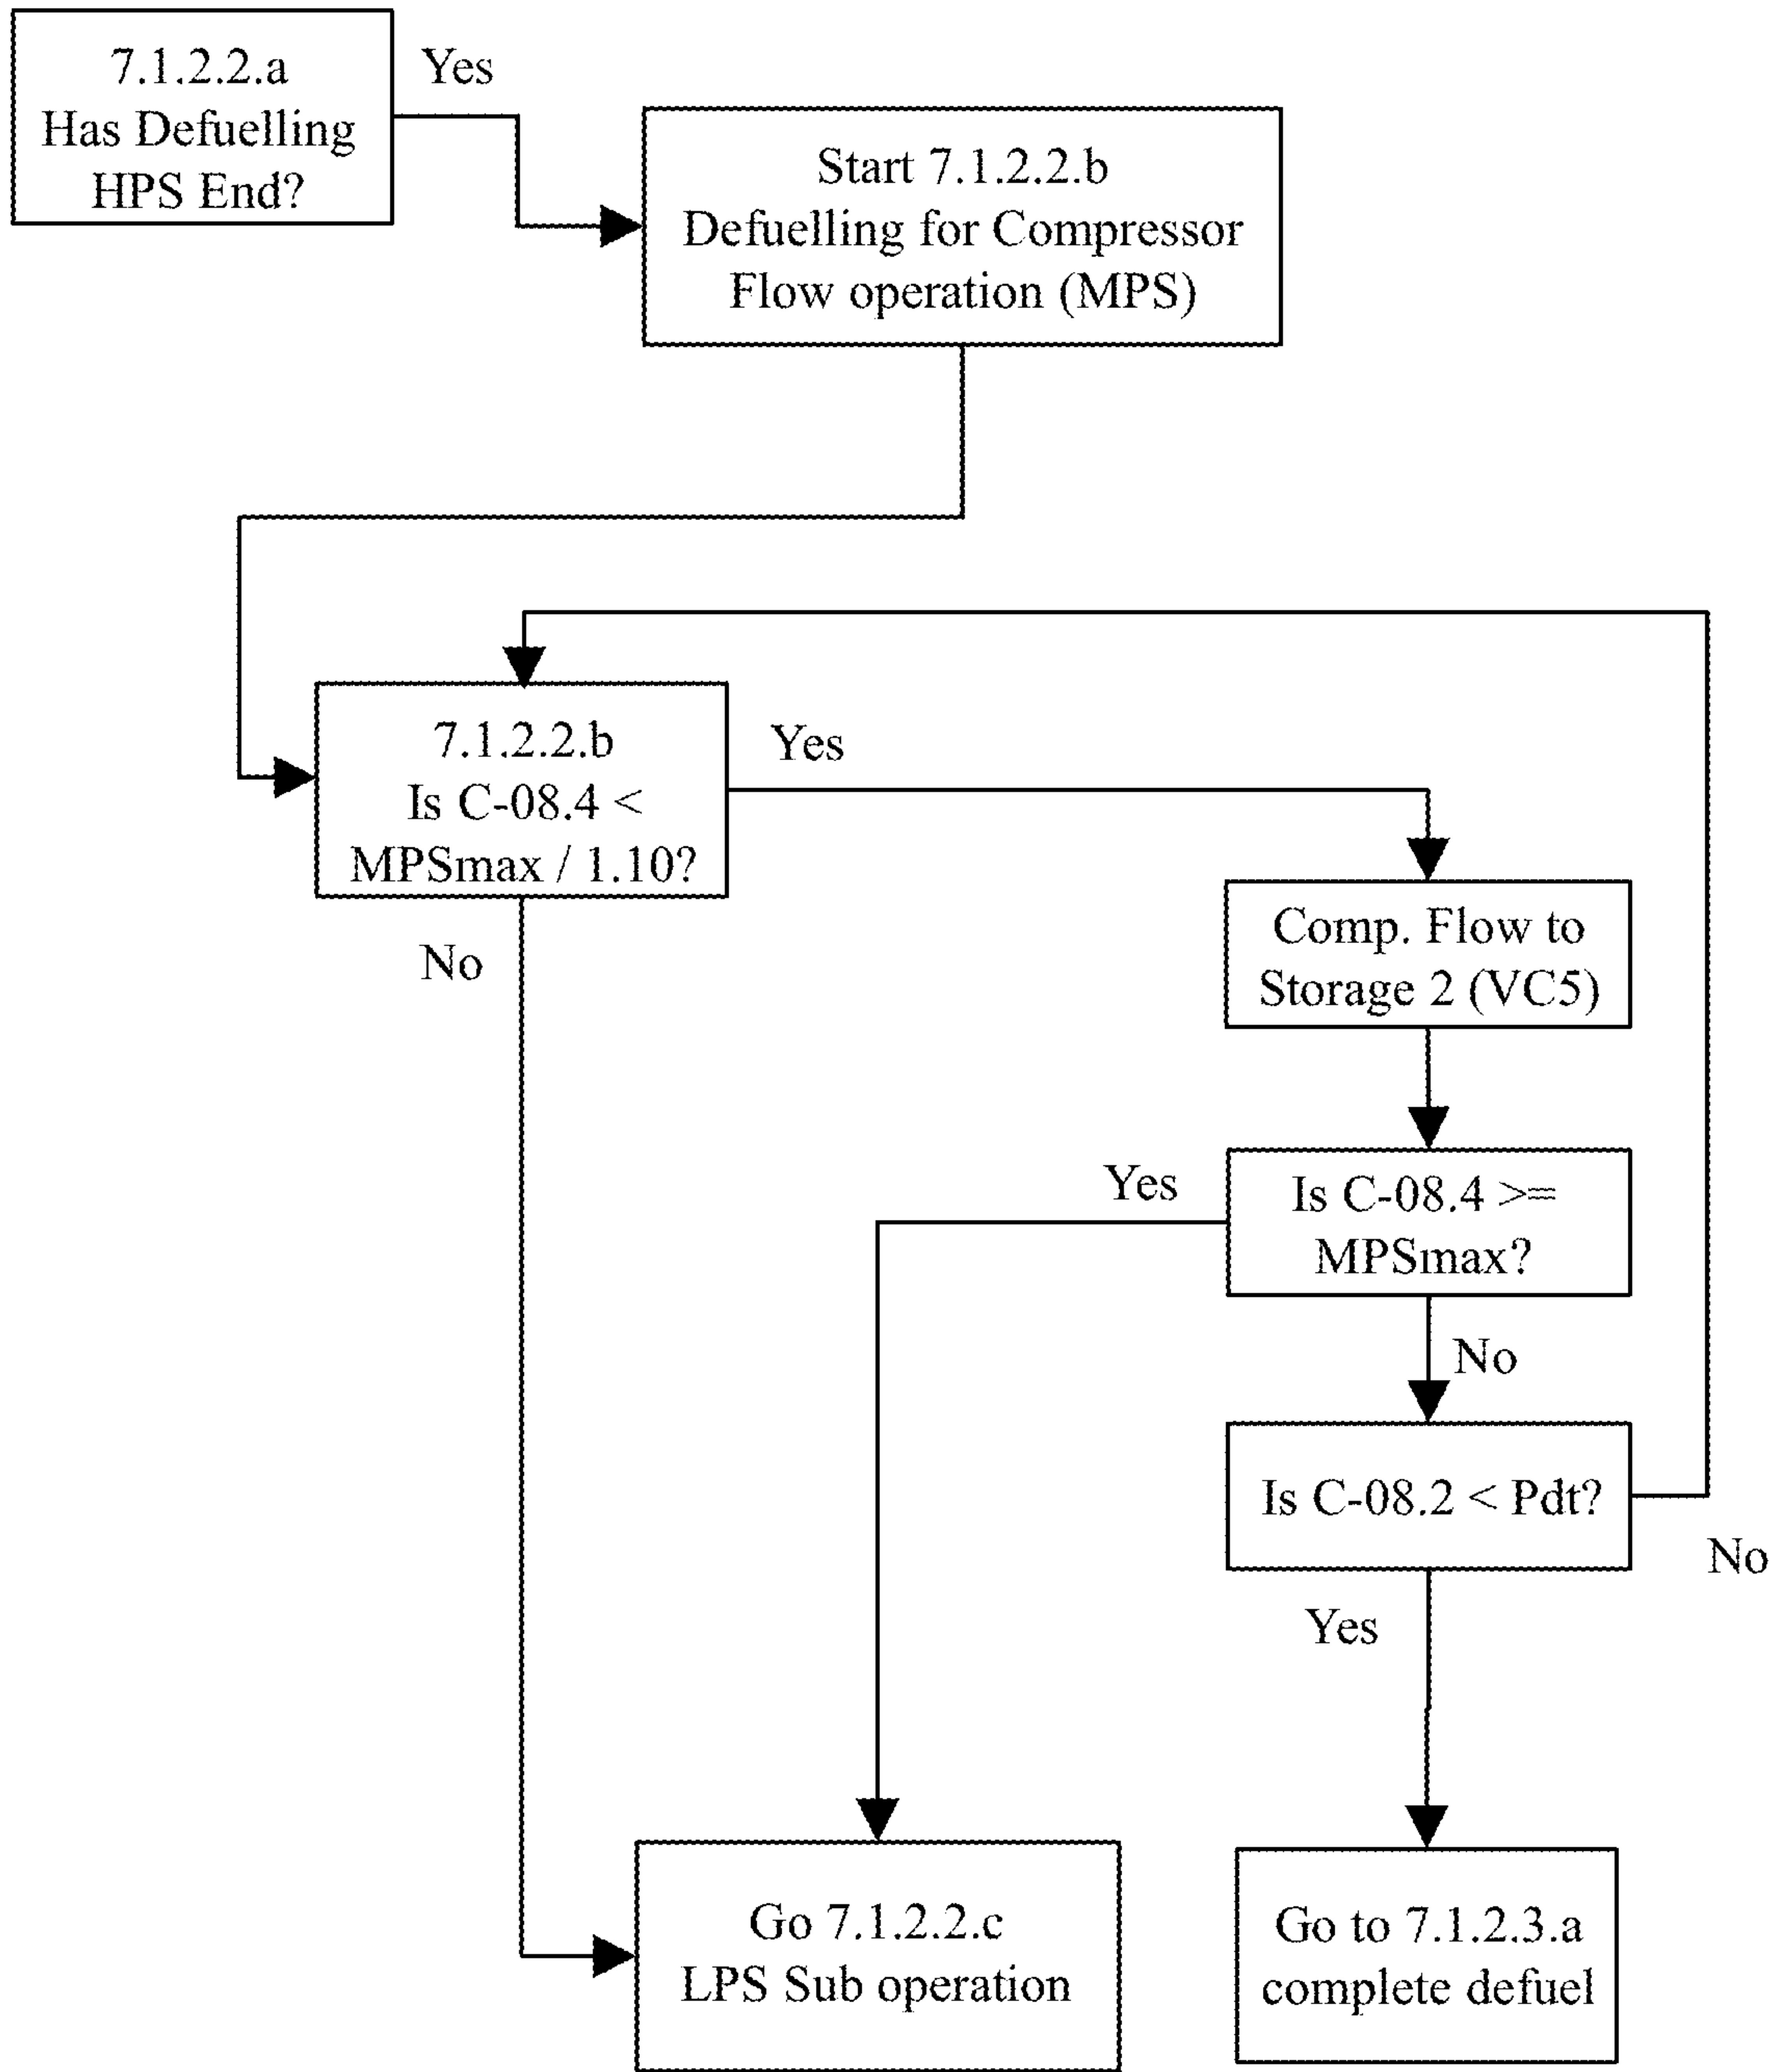 7.1.2.2.a
Has Defuelling
HPS End?
Yes
Start 7.1.2.2.b
Defuelling for Compressor
Flow operation (MPS)
7.1.2.2.b
Is C-08.4 <
MPSmax / 1.10?
Yes
No
Comp. Flow to
Storage 2 (VC5)
Yes
Is C-08.4 >=
MPSmax?
No
Is C-08.2 < Pdt?
No
Yes
Go 7.1.2.2.c
LPS Sub operation
Go to 7.1.2.3.a
complete defuel